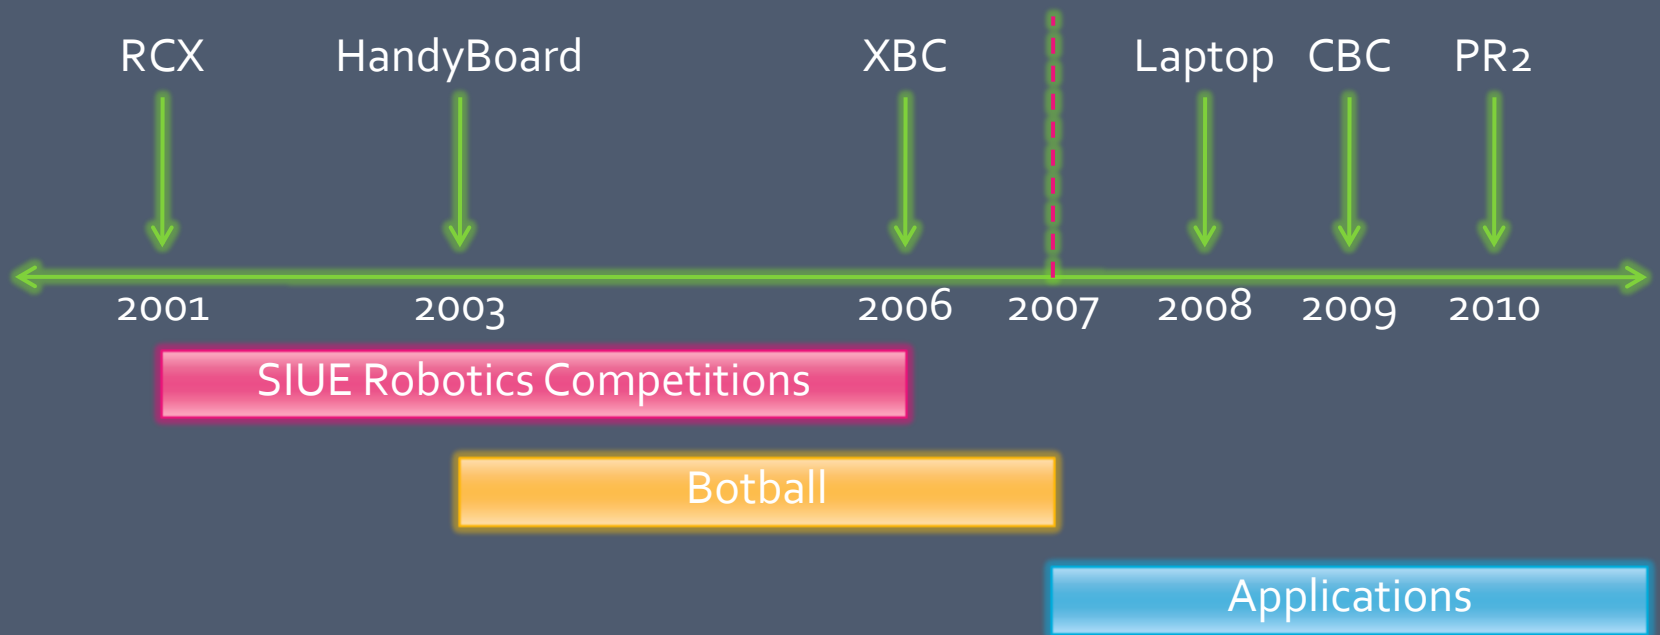 RCX HandyBoard XBC Laptop CBC PR2
2001 2003 2006 2007 2008 2009 2010
SIUE Robotics Competitions
Botball
Applications